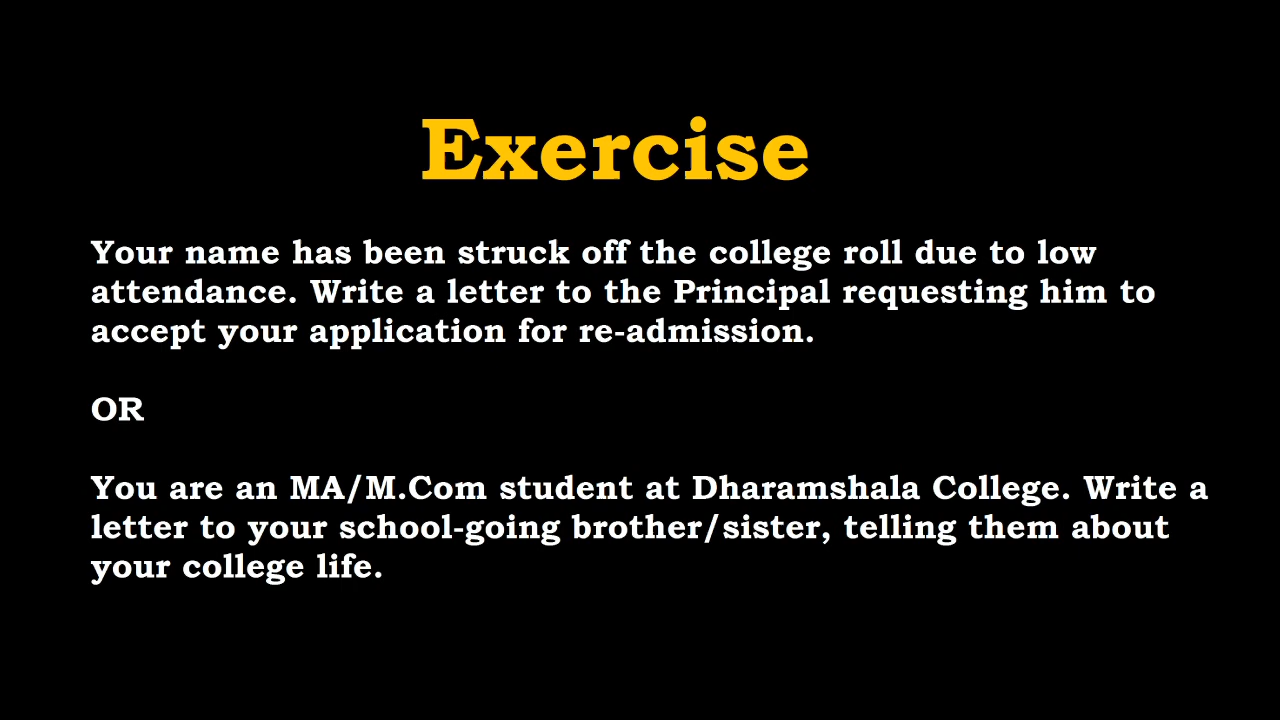 Exercise
Your name has been struck off the college roll due to low
attendance. Write a letter to the Principal requesting him to
accept your application for re-admission.
OR
You are an MA/M.Com student at Dharamshala College. Write a
letter to your school-going brother/sister, telling them about
your college life.